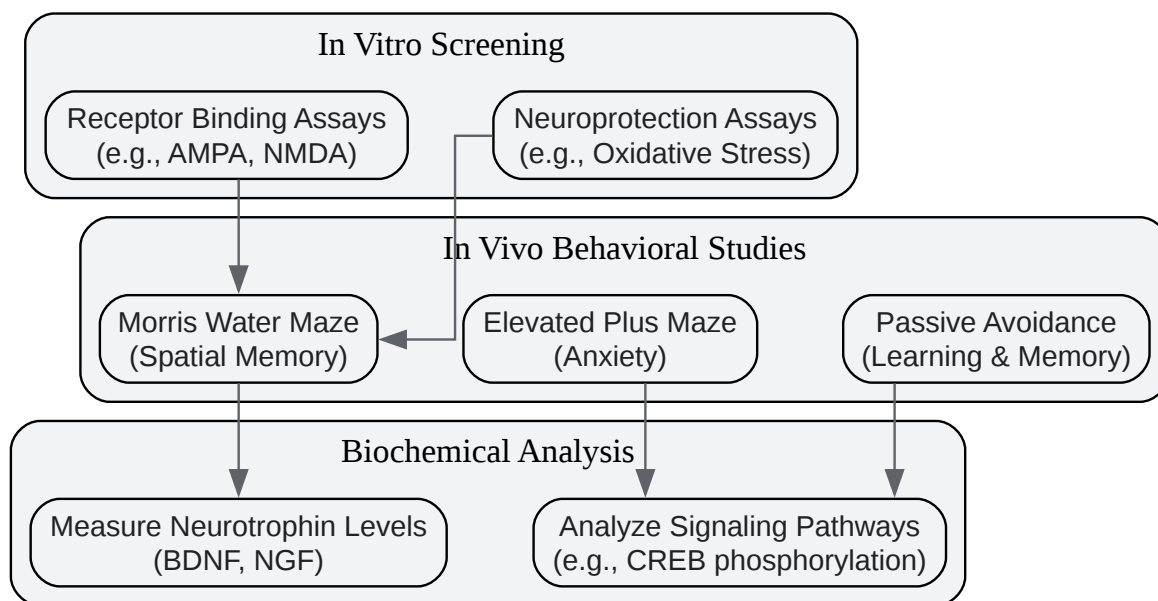 In Vitro Screening
Receptor Binding Assays
(e.g., AMPA, NMDA)
Neuroprotection Assays
(e.g., Oxidative Stress)
In Vivo Behavioral Studies
Morris Water Maze
(Spatial Memory)
Elevated Plus Maze
(Anxiety)
Passive Avoidance
(Learning & Memory)
Biochemical Analysis
Measure Neurotrophin Levels
(BDNF, NGF)
Analyze Signaling Pathways
(e.g., CREB phosphorylation)